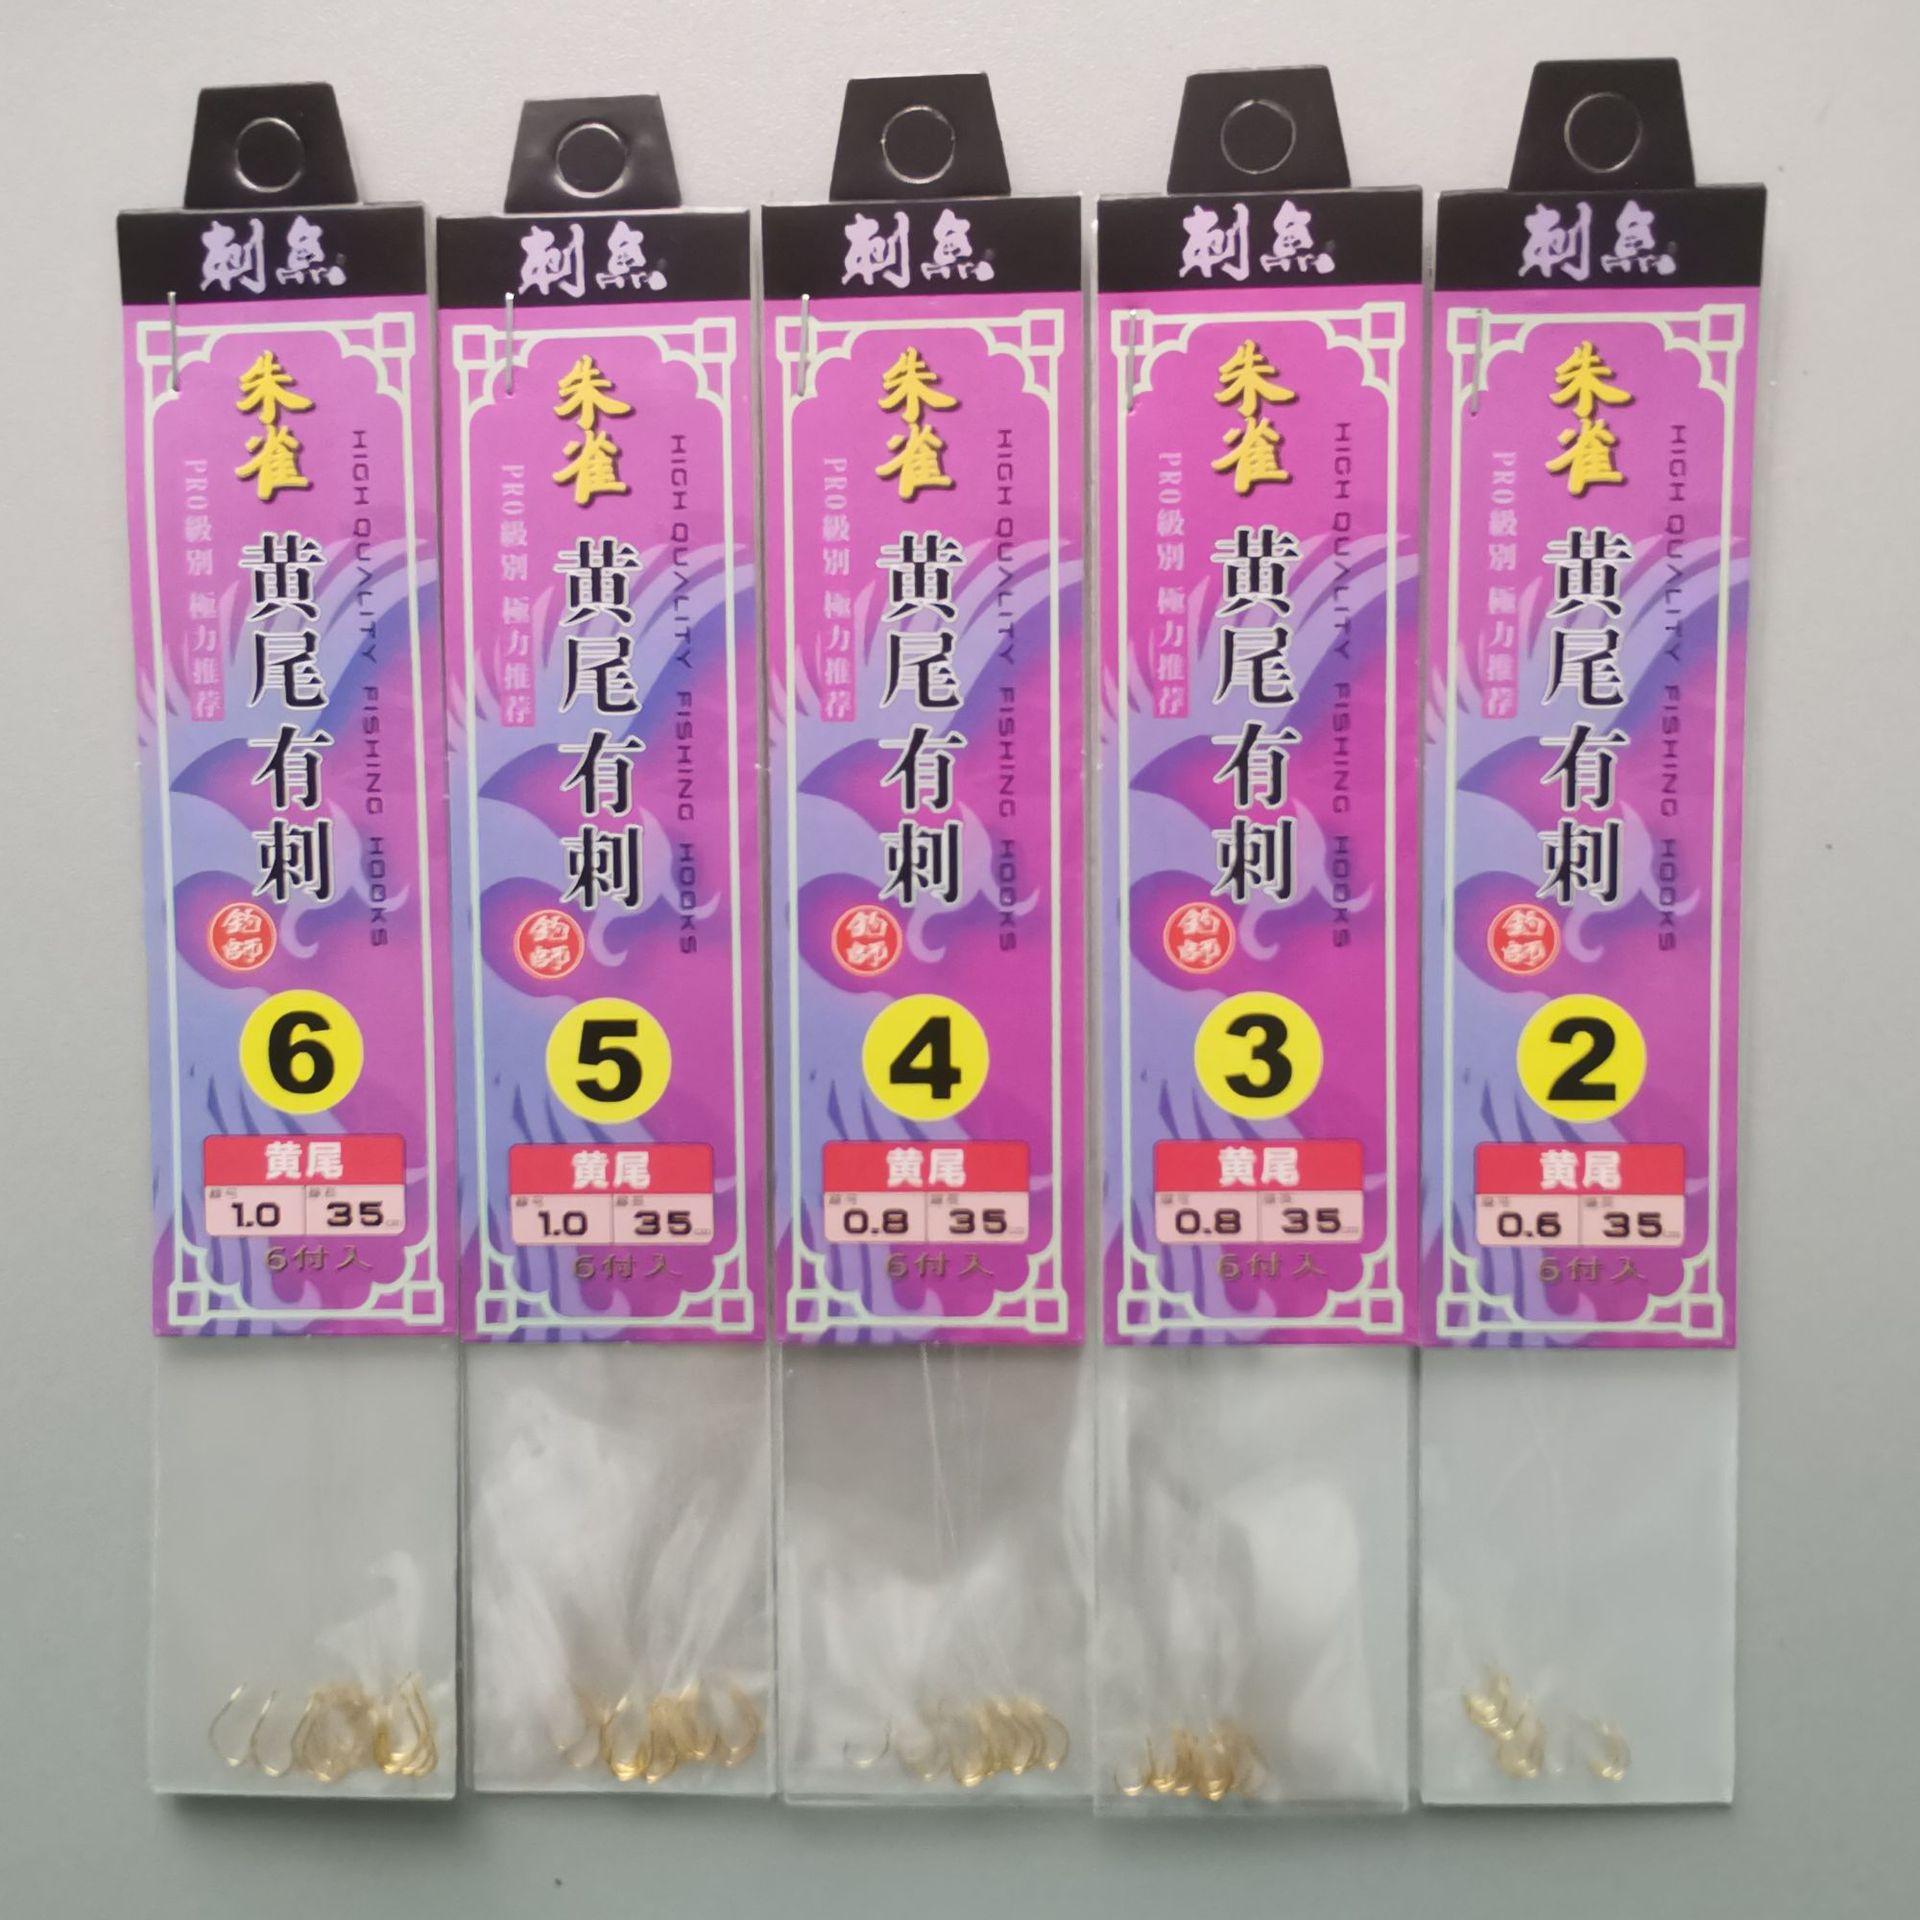 刺魚
朱雀
HIGH QUALITY FISHING HOOKS
PRO級別 極力推荐
黄尾有刺
釣師
6
黄尾
1.0
35
6付入
刺魚
朱雀
HIGH QUALITY FISHING HOOKS
PRO級別 極力推荐
黄尾有刺
釣師
5
黄尾
1.0
35
6付入
刺魚
朱雀
HIGH QUALITY FISHING HOOKS
PRO級別 極力推荐
黄尾有刺
釣師
4
黄尾
0.8
35
6付入
刺魚
朱雀
HIGH QUALITY FISHING HOOKS
PRO級別 極力推荐
黄尾有刺
釣師
3
黄尾
0.8
35
6付入
刺魚
朱雀
HIGH QUALITY FISHING HOOKS
PRO級別 極力推荐
黄尾有刺
釣師
2
黄尾
0.6
35
6付入